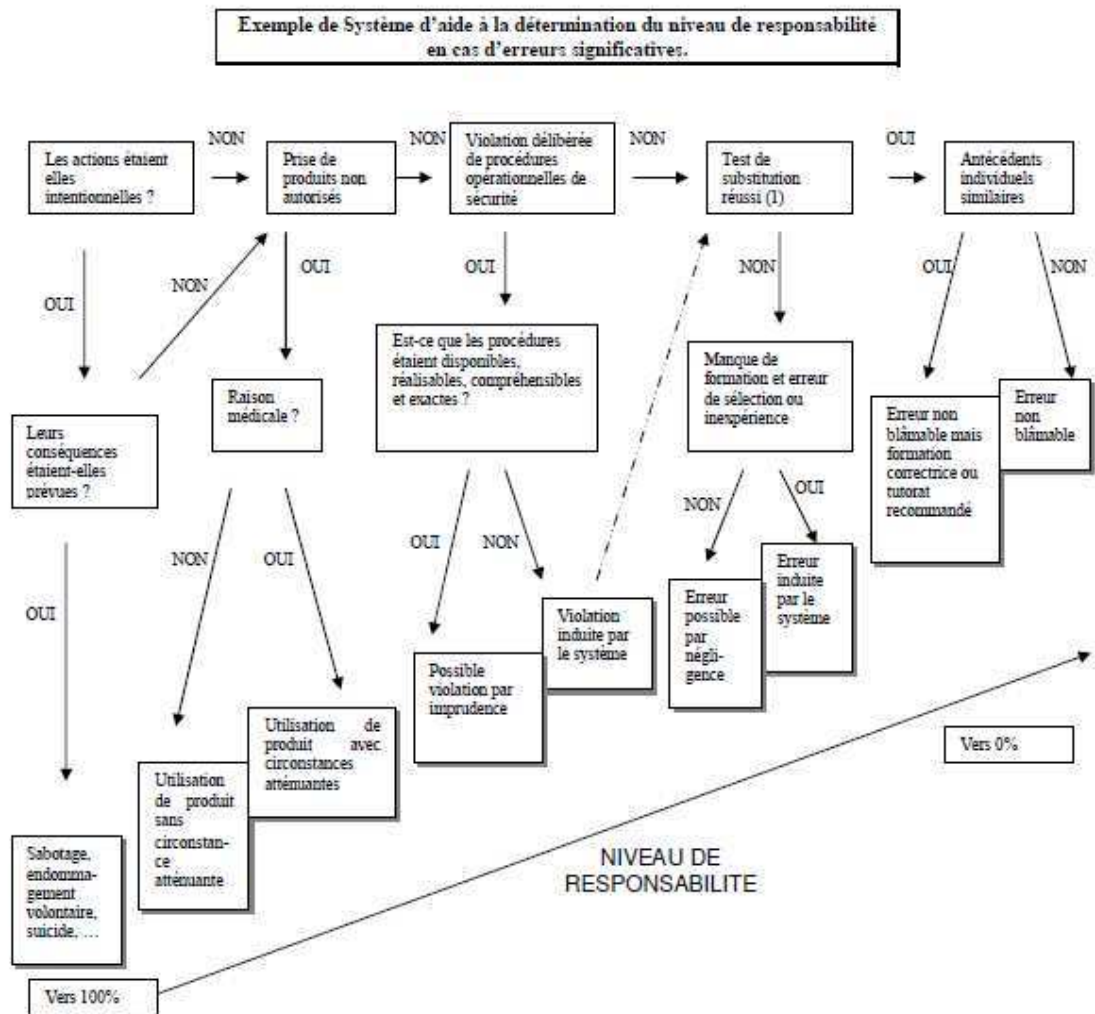 Exemple de Système d'aide à la détermination du niveau de responsabilité
en cas d'erreurs significatives.
Les actions étaient
elles
intentionnelles ?
NON
Prise de
produits non
autorisés
NON
Violation délibérée
de procédures
opérationnelles de
sécurité
NON
Test de
substitution
réussi (1)
OUI
Antécédents
individuels
similaires
OUI
NON
OUI
OUI
NON
OUI
NON
Leurs
conséquences
étaient-elles
prévues ?
Raison
médicale ?
Est-ce que les procédures
étaient disponibles,
réalisables, compréhensibles
et exactes ?
Manque de
formation et erreur
de sélection ou
inexpérience
Erreur non
blâmable mais
formation
correctrice ou
tutorat
recommandé
Erreur
non
blâmable
OUI
NON
OUI
OUI
NON
NON
OUI
Sabotage,
endomma-
gement
volontaire,
suicide, …
Utilisation
de produit
sans
circonstan-
ce
atténuante
Utilisation de
produit avec
circonstances
atténuantes
Possible
violation par
imprudence
Violation
induite par
le système
Erreur
possible
par
négli-
gence
Erreur
induite
par le
système
Vers 0%
NIVEAU DE
RESPONSABILITE
Vers 100%